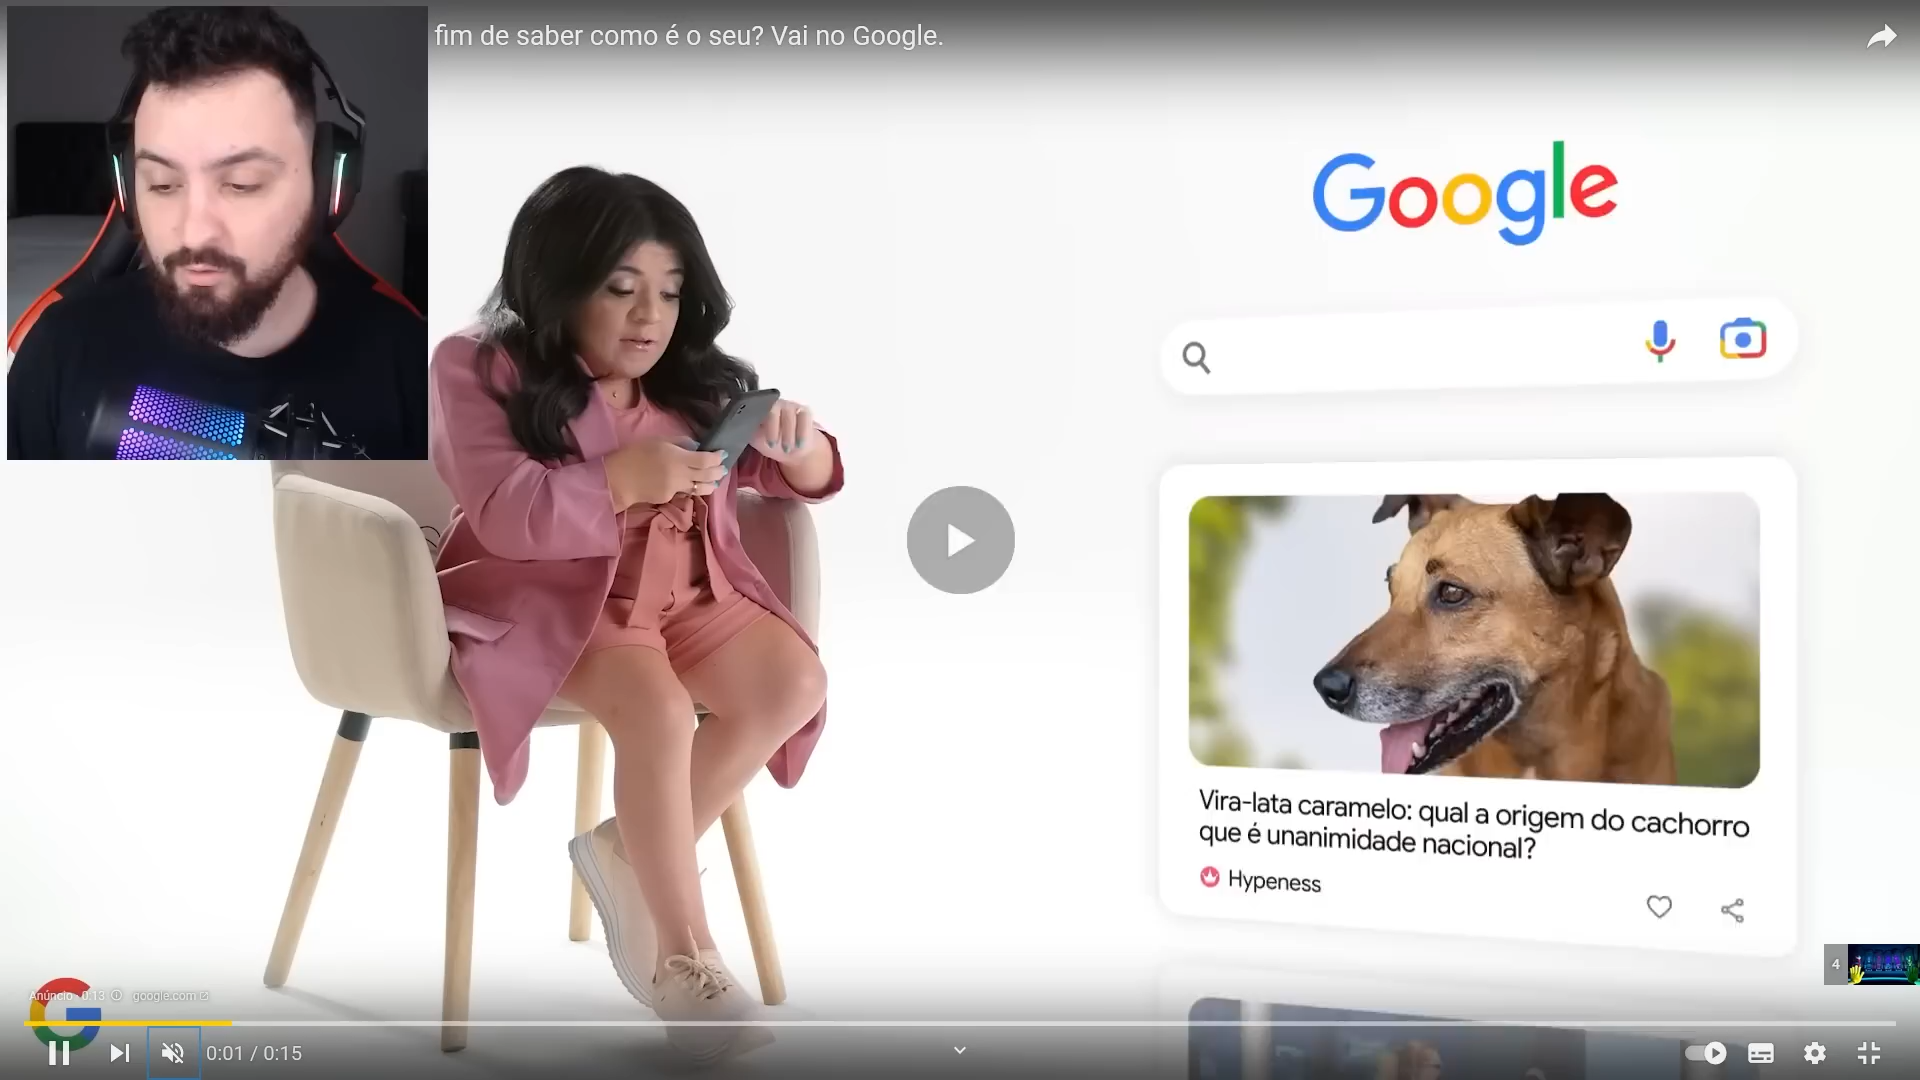 fim de saber como é o seu? Vai no Google.
Google
Vira-lata caramelo: qual a origem do cachorro
que é unanimidade nacional?
Hypeness
4
Anúncio · 0:13 google.com
0:01 / 0:15